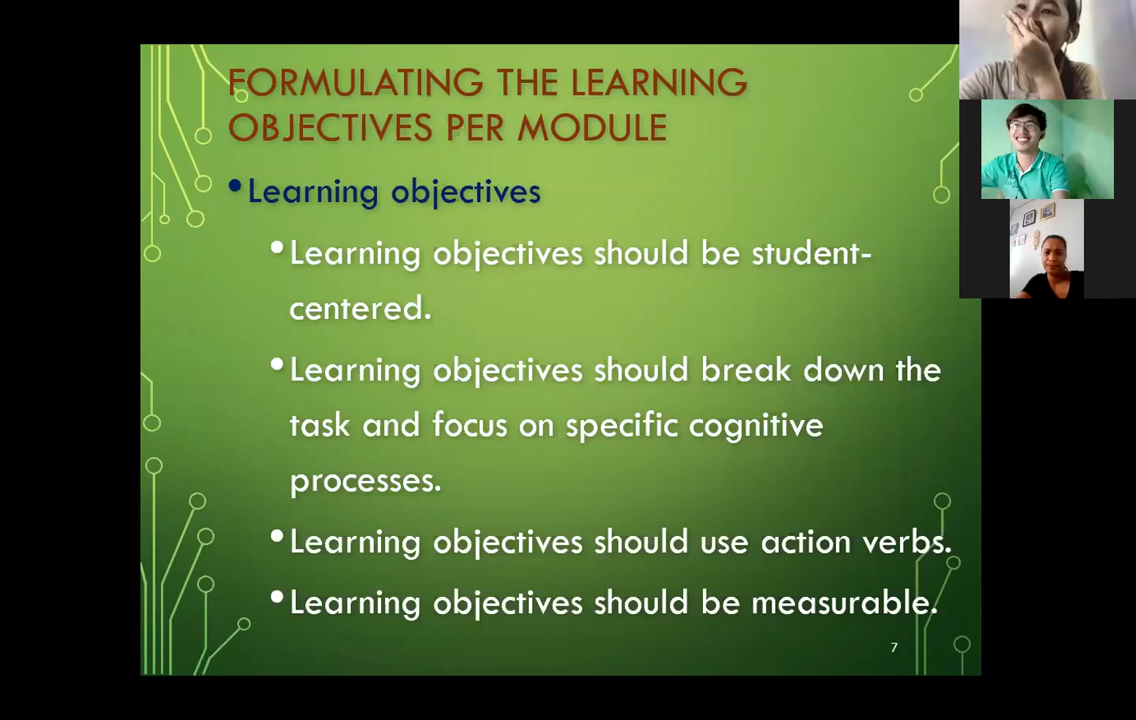 FORMULATING THE LEARNING
OBJECTIVES PER MODULE
•Learning objectives
•Learning objectives should be student-
centered.
•Learning objectives should break down the
task and focus on specific cognitive
processes.
•Learning objectives should use action verbs.
•Learning objectives should be measurable.
7